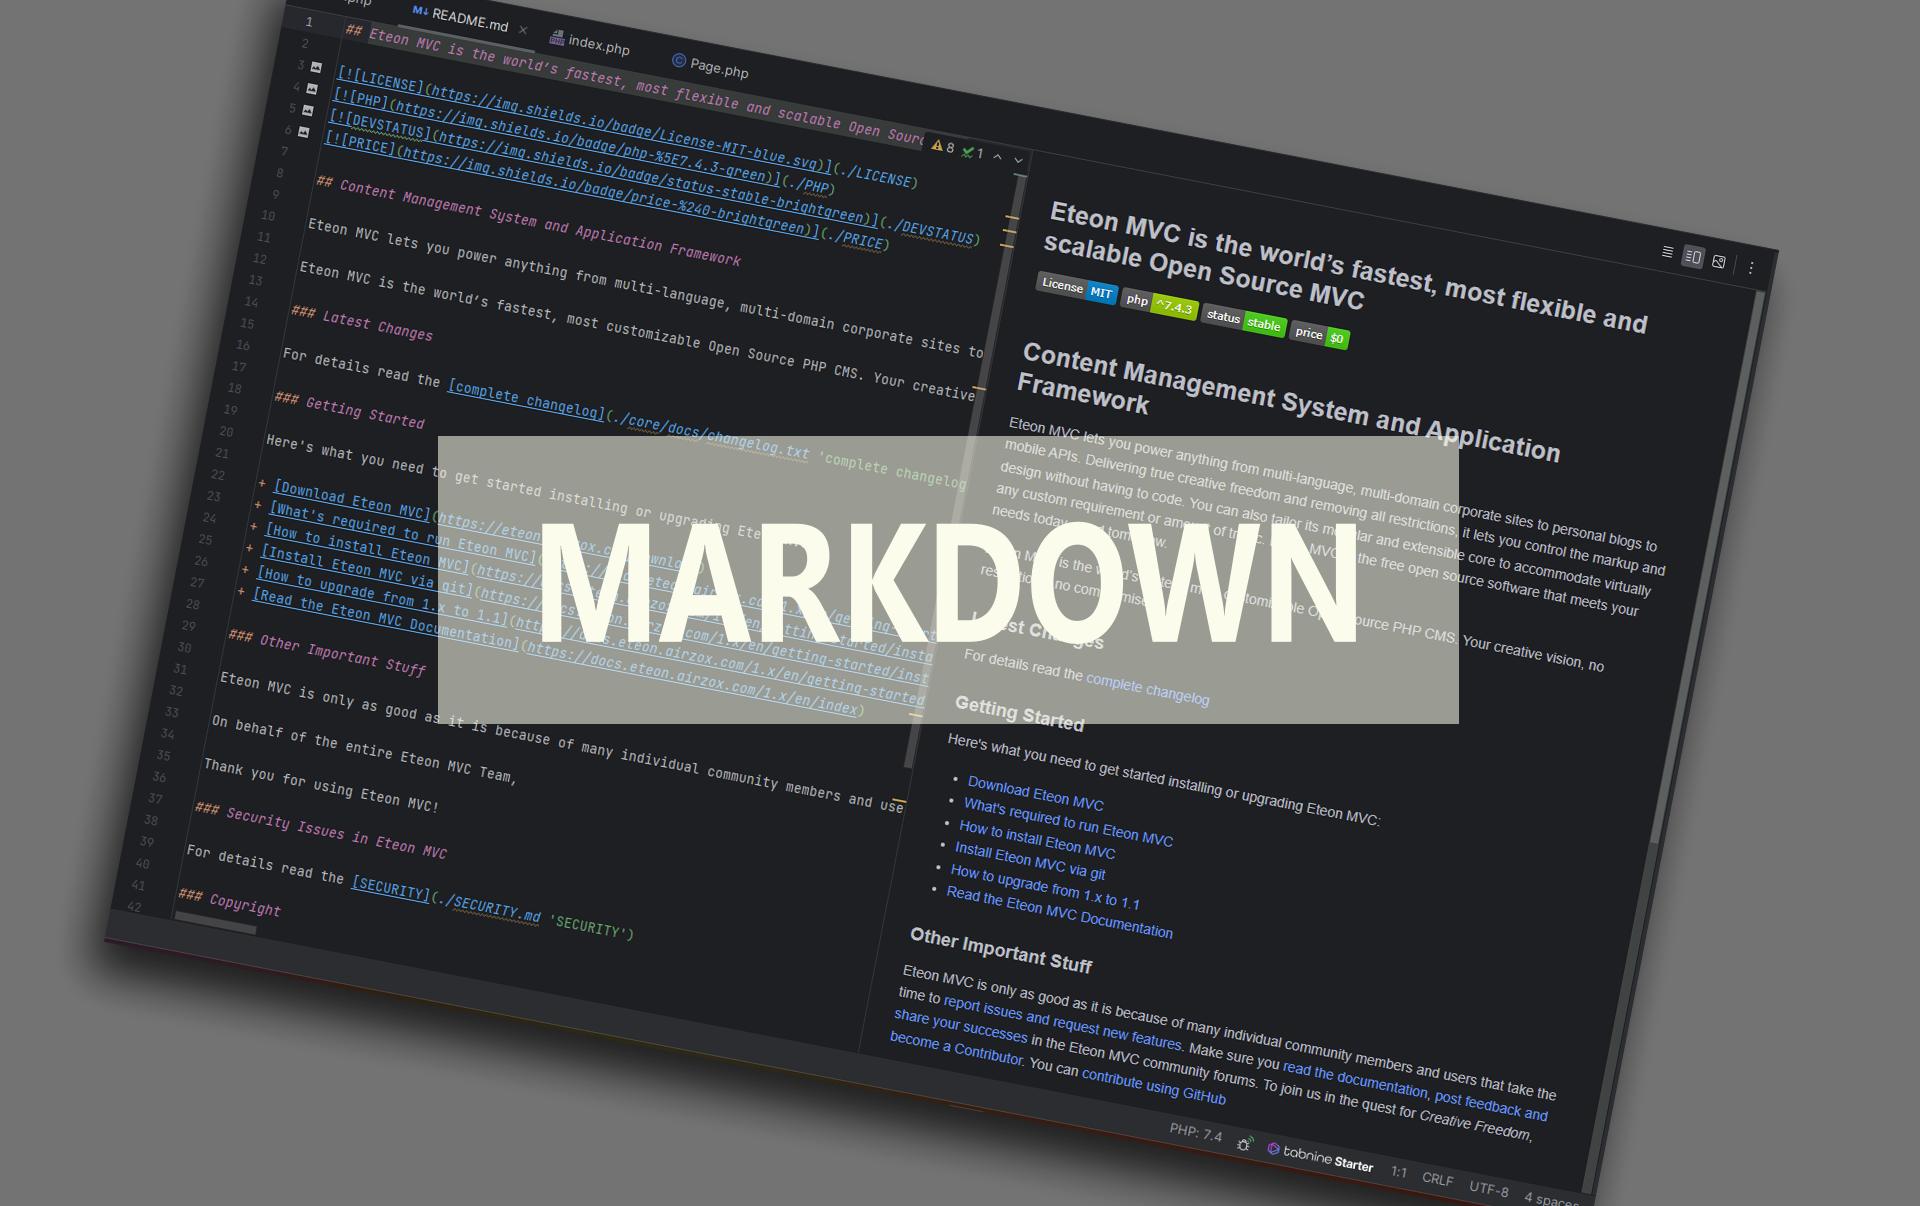 .php
README.md
index.php
Page.php
1 ## Eteon MVC is the world's fastest, most flexible and scalable Open Sourc
8 1
2
3 [![LICENSE](https://img.shields.io/badge/License-MIT-blue.svg)](./LICENSE)
4 [![PHP](https://img.shields.io/badge/php-%5E7.4.3-green)](./PHP)
5 [![DEVSTATUS](https://img.shields.io/badge/status-stable-brightgreen)](./DEVSTATUS)
6 [![PRICE](https://img.shields.io/badge/price-%240-brightgreen)](./PRICE)
7
8 ## Content Management System and Application Framework
9
10 Eteon MVC lets you power anything from multi-language, multi-domain corporate sites to
11
12 Eteon MVC is the world's fastest, most customizable Open Source PHP CMS. Your creative
13
14 ### Latest Changes
15
16 For details read the [complete changelog](./core/docs/changelog.txt 'complete changelog
17
18 ### Getting Started
19
20 Here's what you need to get started installing or upgrading
21
22 + [Download Eteon MVC](https://eteon
23 + [What's required to run Eteon MVC]
24 + [How to install Eteon MVC](https://
25 + [Install Eteon MVC via git](https://
26 + [How to upgrade from 1.x to 1.1](https://docs.eteon.airzox.com/1.x/en/getting-started
27 + [Read the Eteon MVC Documentation](https://docs.eteon.airzox.com/1.x/en/index)
28
29 ### Other Important Stuff
30
31 Eteon MVC is only as good as it is because of many individual community members and use
32
33 On behalf of the entire Eteon MVC Team,
34
35 Thank you for using Eteon MVC!
36
37 ### Security Issues in Eteon MVC
38
39 For details read the [SECURITY](./SECURITY.md 'SECURITY')
40
41 ### Copyright
42
MARKDOWN
Eteon MVC is the world's fastest, most flexible and
scalable Open Source MVC
License MIT php ^7.4.3 status stable price $0
Content Management System and Application
Framework
Eteon MVC lets you power anything from multi-language, multi-domain corporate sites to personal blogs to
mobile APIs. Delivering true creative freedom and removing all restrictions, it lets you control the markup and
design without having to code. You can also tailor its modular and extensible core to accommodate virtually
any custom requirement or amount of the free open source software that meets your
needs today
is the world's Source PHP CMS. Your creative vision, no
no
Changes
For details read the complete changelog
Getting Started
Here's what you need to get started installing or upgrading Eteon MVC:
Download Eteon MVC
What's required to run Eteon MVC
How to install Eteon MVC
Install Eteon MVC via git
How to upgrade from 1.x to 1.1
Read the Eteon MVC Documentation
Other Important Stuff
Eteon MVC is only as good as it is because of many individual community members and users that take the
time to report issues and request new features. Make sure you read the documentation, post feedback and
share your successes in the Eteon MVC community forums. To join us in the quest for Creative Freedom,
become a Contributor. You can contribute using GitHub
PHP: 7.4 tabnine Starter 1:1 CRLF UTF-8 4 spaces